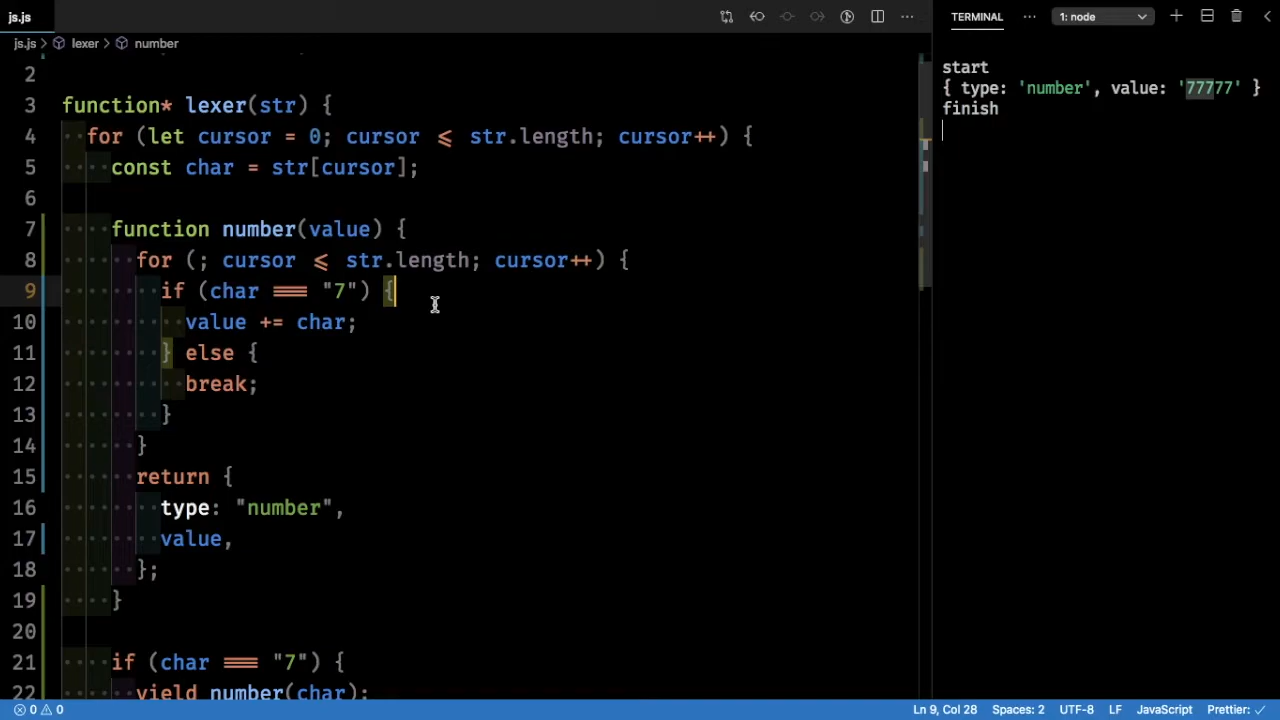 js.js
TERMINAL
1: node
js.js
lexer
number
2
3 function* lexer(str) {
4 for (let cursor = 0; cursor <= str.length; cursor++) {
5 const char = str[cursor];
6
7 function number(value) {
8 for (; cursor <= str.length; cursor++) {
9 if (char === "7") {
10 value += char;
11 } else {
12 break;
13 }
14 }
15 return {
16 type: "number",
17 value,
18 };
19 }
20
21 if (char === "7") {
22 yield number(char);
start
{ type: 'number', value: '77777' }
finish
0 0
Ln 9, Col 28
Spaces: 2
UTF-8
LF
JavaScript
Prettier: ✓